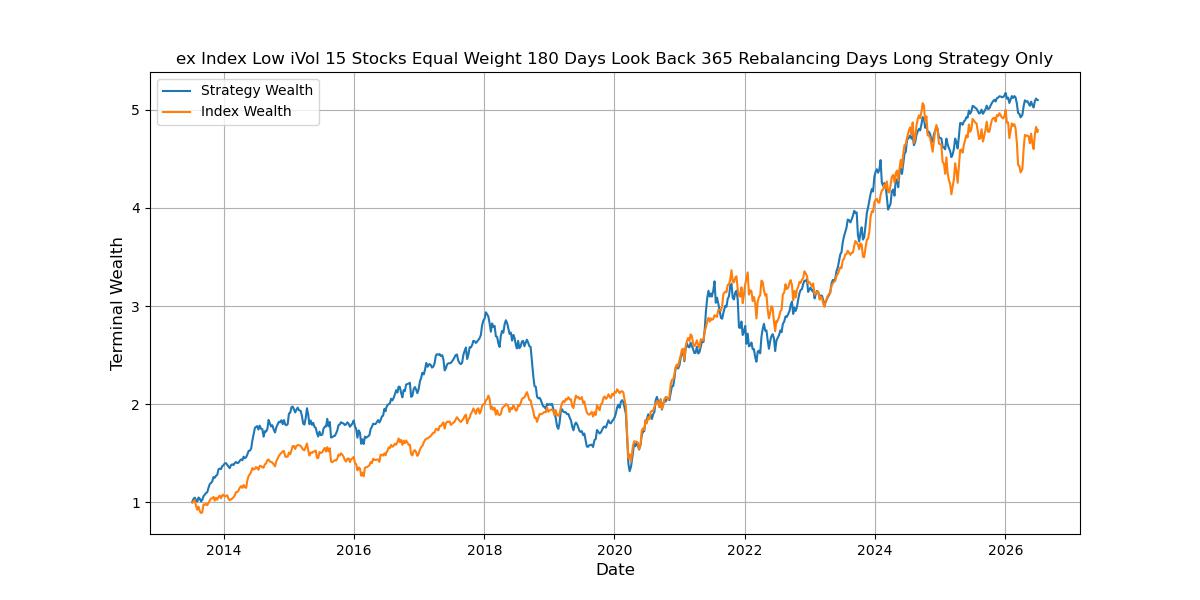 ex Index Low iVol 15 Stocks Equal Weight 180 Days Look Back 365 Rebalancing Days Long Strategy Only
Strategy Wealth
Index Wealth
Terminal Wealth
5
4
3
2
1
2014 2016 2018 2020 2022 2024 2026
Date